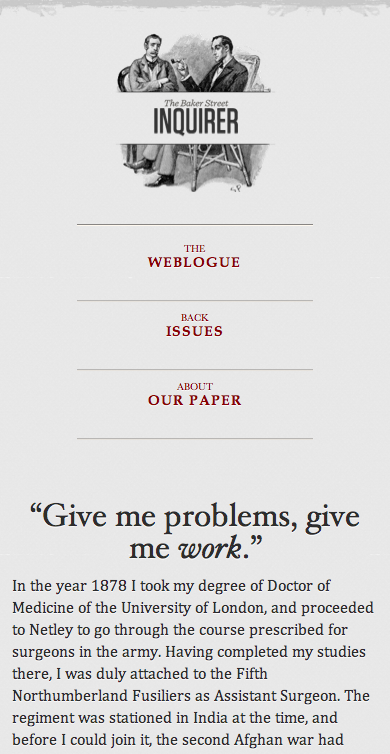 The Baker Street
INQUIRER
THE
WEBLOGUE
BACK
ISSUES
ABOUT
OUR PAPER
“Give me problems, give
me work.”
In the year 1878 I took my degree of Doctor of
Medicine of the University of London, and proceeded
to Netley to go through the course prescribed for
surgeons in the army. Having completed my studies
there, I was duly attached to the Fifth
Northumberland Fusiliers as Assistant Surgeon. The
regiment was stationed in India at the time, and
before I could join it, the second Afghan war had